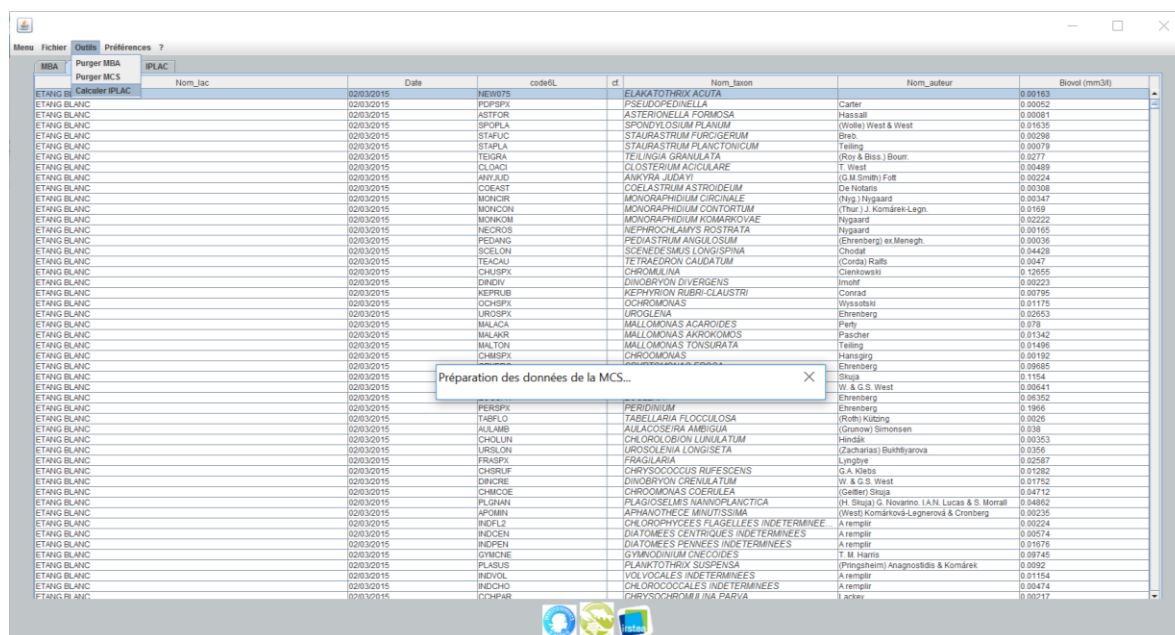 Menu Fichier Outils Préférences ?
MBA Purger MBA IPLAC
Purger MCS
Calculer IPLAC
Nom_lac Date code6L cf. Nom_taxon Nom_auteur Biovol (mm3/l)
ETANG 02/03/2015 NEW075 ELAKATOTHRIX ACUTA 0.00163
ETANG BLANC 02/03/2015 PDPSPX PSEUDOPEDINELLA Carter 0.00052
ETANG BLANC 02/03/2015 ASTFOR ASTERIONELLA FORMOSA Hassall 0.00081
ETANG BLANC 02/03/2015 SPOPLA SPONDYLOSIUM PLANUM (Wolle) West & West 0.01635
ETANG BLANC 02/03/2015 STAFUC STAURASTRUM FURCIGERUM Breb. 0.00298
ETANG BLANC 02/03/2015 STAPLA STAURASTRUM PLANCTONICUM Teiling 0.00079
ETANG BLANC 02/03/2015 TEIGRA TEILINGIA GRANULATA (Roy & Biss.) Bourr. 0.0277
ETANG BLANC 02/03/2015 CLOACI CLOSTERIUM ACICULARE T. West 0.00489
ETANG BLANC 02/03/2015 ANYJUD ANKYRA JUDAYI (G.M.Smith) Fott 0.00224
ETANG BLANC 02/03/2015 COEAST COELASTRUM ASTROIDEUM De Notaris 0.00308
ETANG BLANC 02/03/2015 MONCIR MONORAPHIDIUM CIRCINALE (Nyg.) Nygaard 0.00347
ETANG BLANC 02/03/2015 MONCON MONORAPHIDIUM CONTORTUM (Thur.) J. Komárek-Legn. 0.0169
ETANG BLANC 02/03/2015 MONKOM MONORAPHIDIUM KOMARKOVAE Nygaard 0.02222
ETANG BLANC 02/03/2015 NECROS NEPHROCHLAMYS ROSTRATA Nygaard 0.00165
ETANG BLANC 02/03/2015 PEDANG PEDIASTRUM ANGULOSUM (Ehrenberg) ex.Menegh. 0.00036
ETANG BLANC 02/03/2015 SCELON SCENEDESMUS LONGISPINA Chodat 0.04428
ETANG BLANC 02/03/2015 TEACAU TETRAEDRON CAUDATUM (Corda) Ralfs 0.0047
ETANG BLANC 02/03/2015 CHUSPX CHROMULINA Cienkowski 0.12655
ETANG BLANC 02/03/2015 DINDIV DINOBRYON DIVERGENS Imohf 0.00223
ETANG BLANC 02/03/2015 KEPRUB KEPHYRION RUBRI-CLAUSTRI Conrad 0.00795
ETANG BLANC 02/03/2015 OCHSPX OCHROMONAS Wyssotski 0.01175
ETANG BLANC 02/03/2015 UROSPX UROGLENA Ehrenberg 0.02653
ETANG BLANC 02/03/2015 MALACA MALLOMONAS ACAROIDES Perty 0.078
ETANG BLANC 02/03/2015 MALAKR MALLOMONAS AKROKOMOS Pascher 0.01342
ETANG BLANC 02/03/2015 MALTON MALLOMONAS TONSURATA Teiling 0.01496
ETANG BLANC 02/03/2015 CHMSPX CHROOMONAS Hansgirg 0.00192
ETANG BLANC 02/03/2015 Ehrenberg 0.09685
ETANG BLANC 02/03/2015 Skuja 0.1154
Préparation des données de la MCS...
ETANG BLANC 02/03/2015 W. & G.S. West 0.00641
ETANG BLANC 02/03/2015 Ehrenberg 0.06352
ETANG BLANC 02/03/2015 PERSPX PERIDINIUM Ehrenberg 0.1966
ETANG BLANC 02/03/2015 TABFLO TABELLARIA FLOCCULOSA (Roth) Kützing 0.0026
ETANG BLANC 02/03/2015 AULAMB AULACOSEIRA AMBIGUA (Grunow) Simonsen 0.038
ETANG BLANC 02/03/2015 CHOLUN CHLOROLOBION LUNULATUM Hindák 0.00353
ETANG BLANC 02/03/2015 URSLON UROSOLENIA LONGISETA (Zacharias) Bukhtiyarova 0.0356
ETANG BLANC 02/03/2015 FRASPX FRAGILARIA Lyngbye 0.02587
ETANG BLANC 02/03/2015 CHSRUF CHRYSOCOCCUS RUFESCENS G.A. Klebs 0.01282
ETANG BLANC 02/03/2015 DINCRE DINOBRYON CRENULATUM W. & G.S. West 0.01752
ETANG BLANC 02/03/2015 CHMCOE CHROOMONAS COERULEA (Geitler) Skuja 0.04712
ETANG BLANC 02/03/2015 PLGNAN PLAGIOSELMIS NANNOPLANCTICA (H. Skuja) G. Novarino, I.A.N. Lucas & S. Morrall 0.04862
ETANG BLANC 02/03/2015 APOMIN APHANOTHECE MINUTISSIMA (West) Komárková-Legnerová & Cronberg 0.00235
ETANG BLANC 02/03/2015 INDFL2 CHLOROPHYCEES FLAGELLEES INDETERMINEE... A remplir 0.00224
ETANG BLANC 02/03/2015 INDCEN DIATOMEES CENTRIQUES INDETERMINEES A remplir 0.00574
ETANG BLANC 02/03/2015 INDPEN DIATOMEES PENNEES INDETERMINEES A remplir 0.01676
ETANG BLANC 02/03/2015 GYMCNE GYMNODINIUM CNECOIDES T. M. Harris 0.09745
ETANG BLANC 02/03/2015 PLASUS PLANKTOTHRIX SUSPENSA (Pringsheim) Anagnostidis & Komárek 0.0092
ETANG BLANC 02/03/2015 INDVOL VOLVOCALES INDETERMINEES A remplir 0.01154
ETANG BLANC 02/03/2015 INDCHO CHLOROCOCCALES INDETERMINEES A remplir 0.00474
ETANG BLANC 02/03/2015 CCHPAR CHRYSOCHROMULINA PARVA Lackey 0.00217
irstea